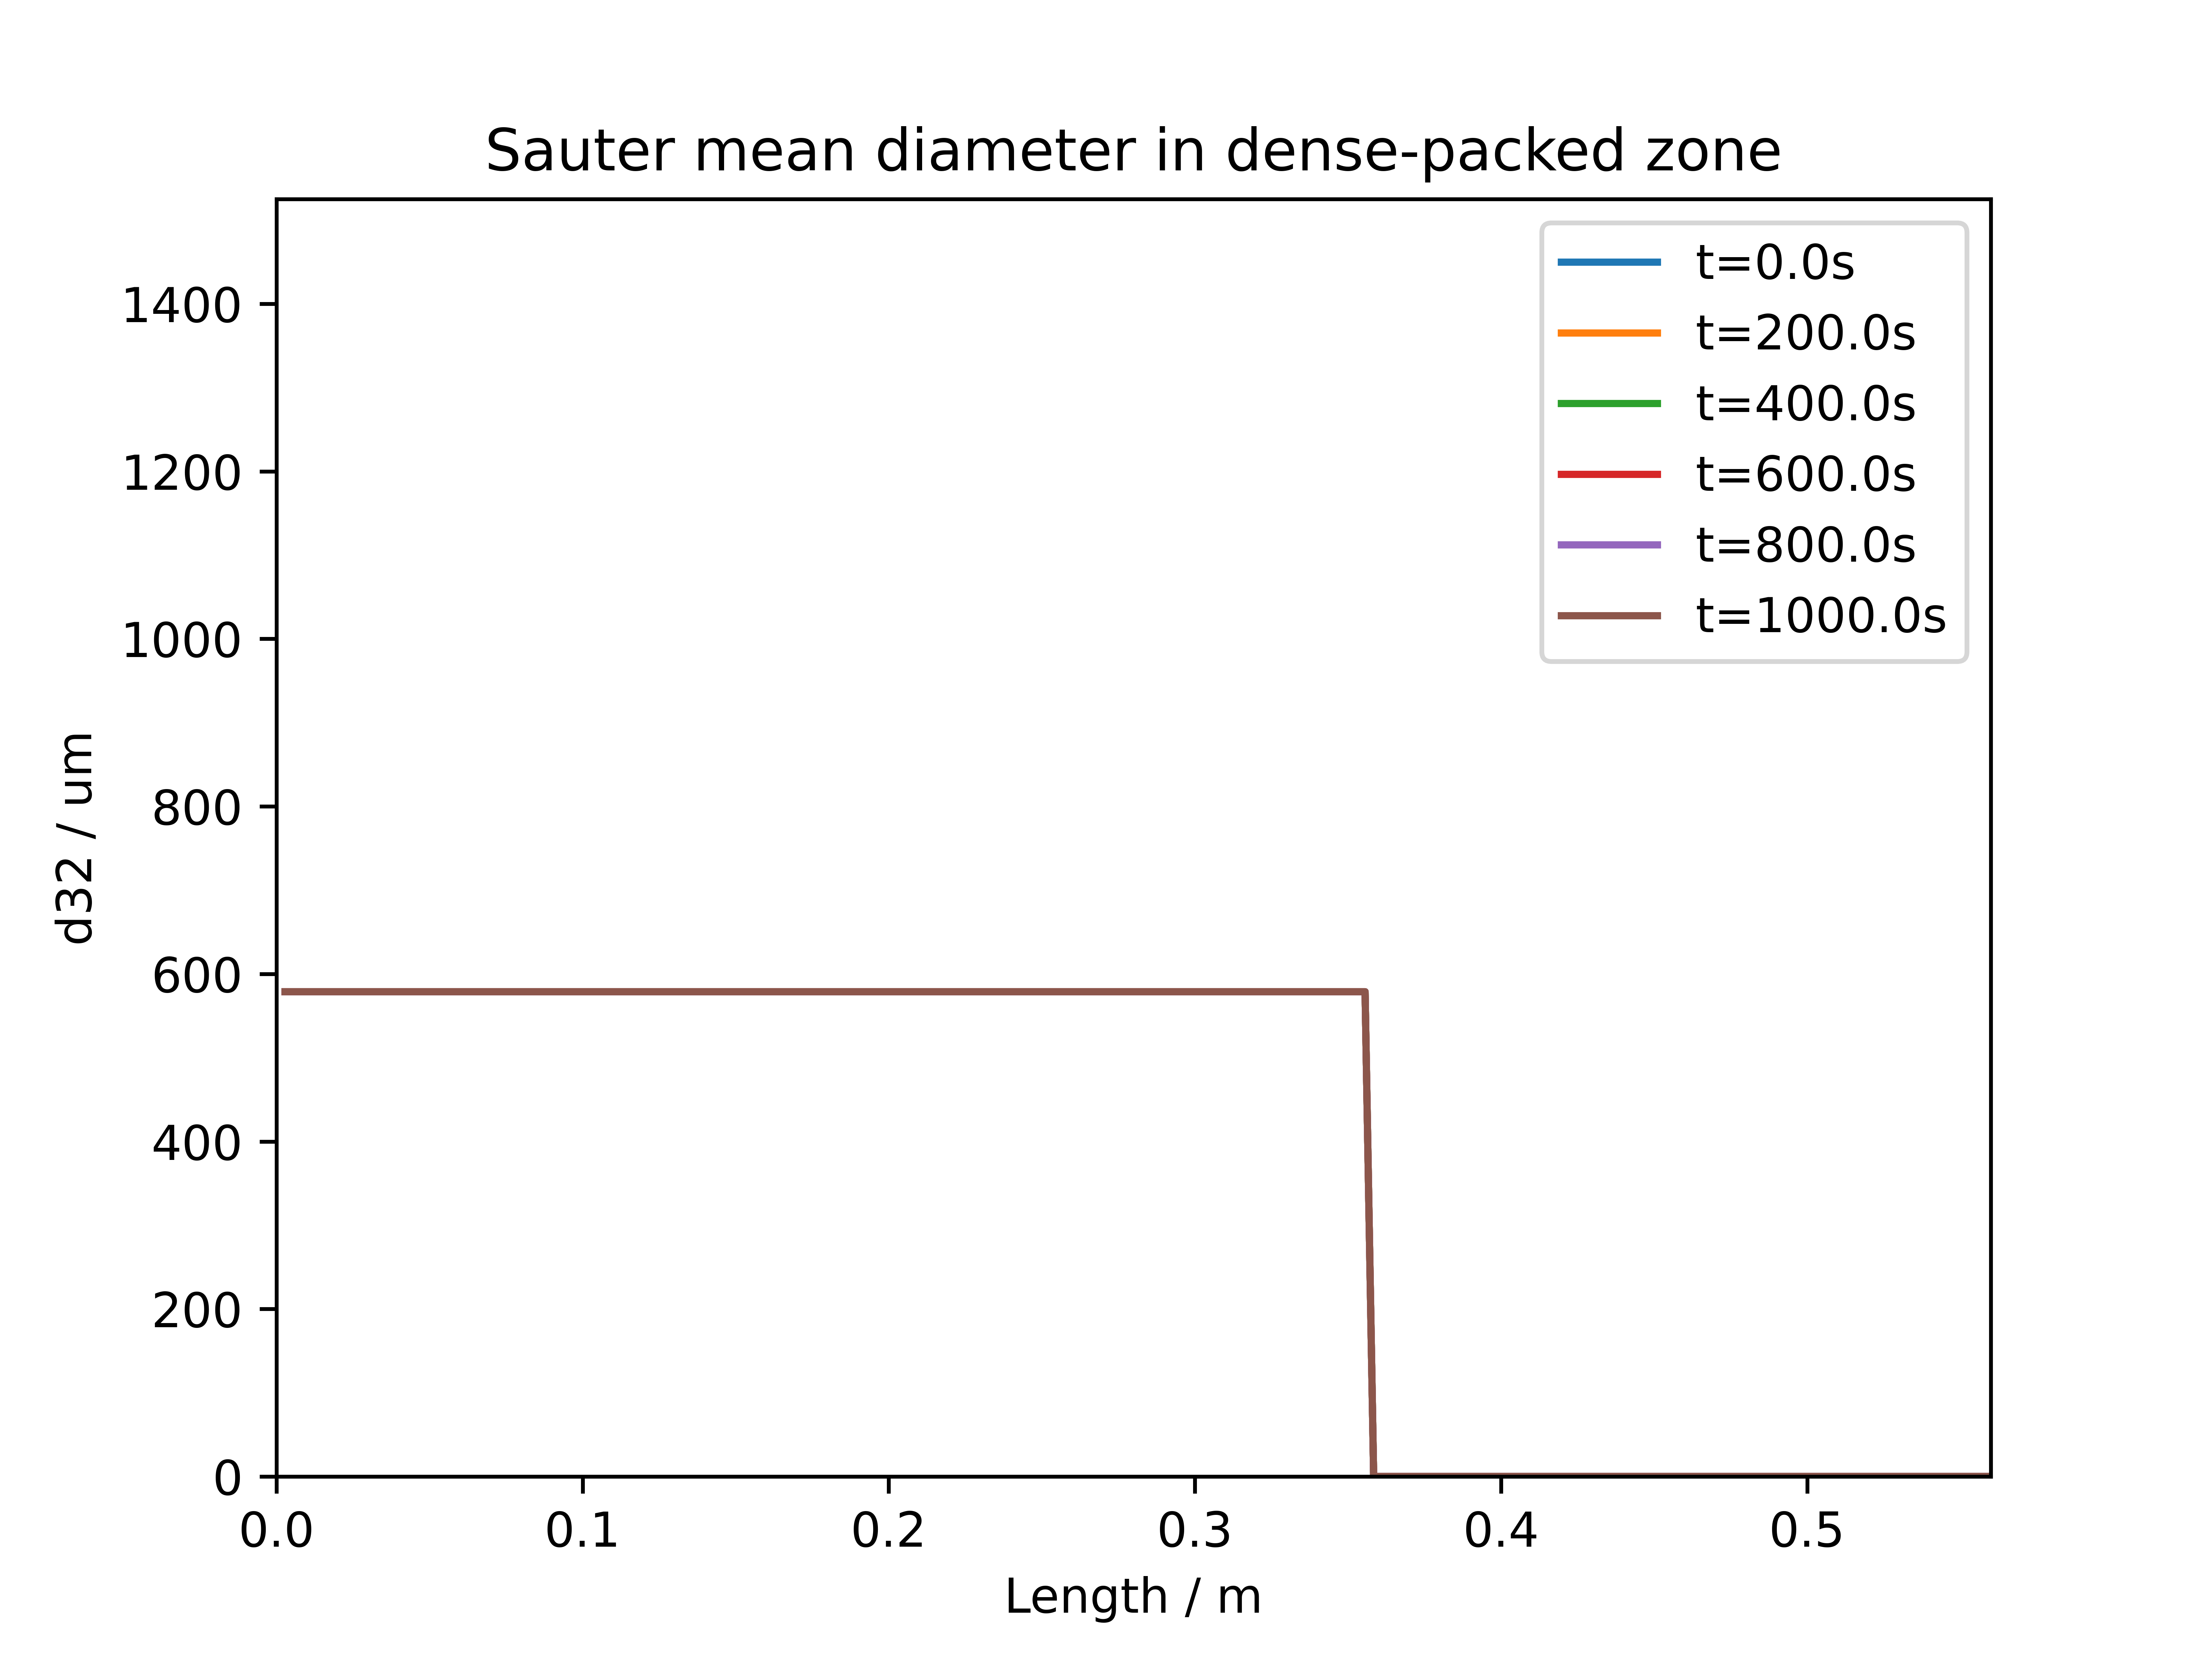 Sauter mean diameter in dense-packed zone
t=0.0s
t=200.0s
t=400.0s
t=600.0s
t=800.0s
t=1000.0s
1400
1200
1000
800
600
400
200
0
d32 / um
0.0 0.1 0.2 0.3 0.4 0.5
Length / m